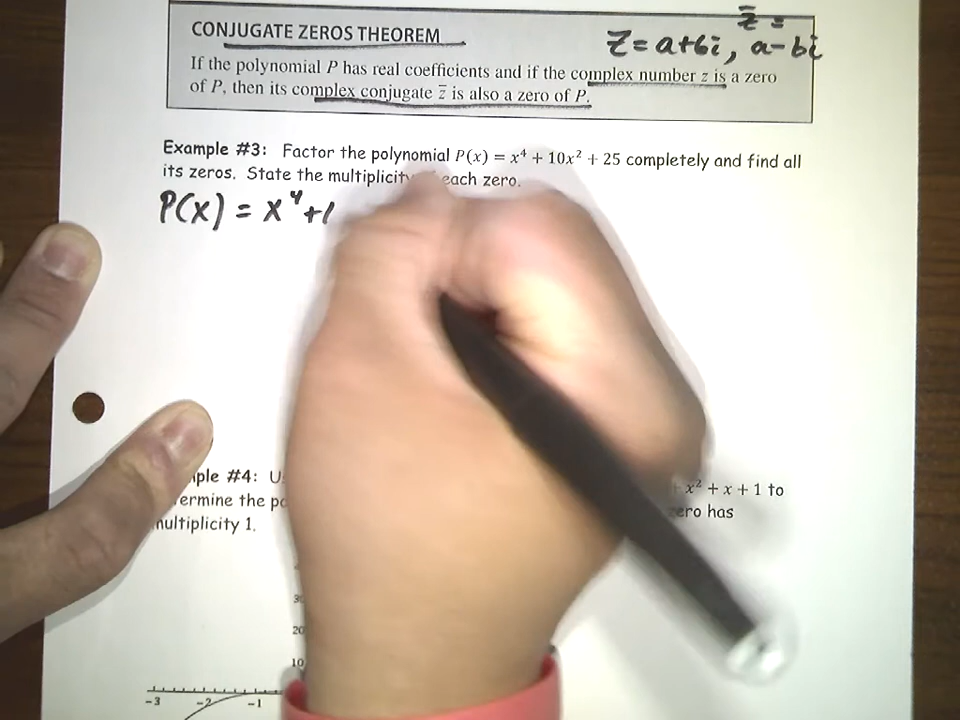 CONJUGATE ZEROS THEOREM
z̄ =
z = a+bi, a-bi
If the polynomial P has real coefficients and if the complex number z is a zero
of P, then its complex conjugate z̄ is also a zero of P.
Example #3: Factor the polynomial P(x) = x⁴ + 10x² + 25 completely and find all
its zeros. State the multiplicity each zero.
P(x) = x⁴+1
ple #4: x² + x + 1 to
ermine the zero has
multiplicity 1.
20
10
-3 -2 -1